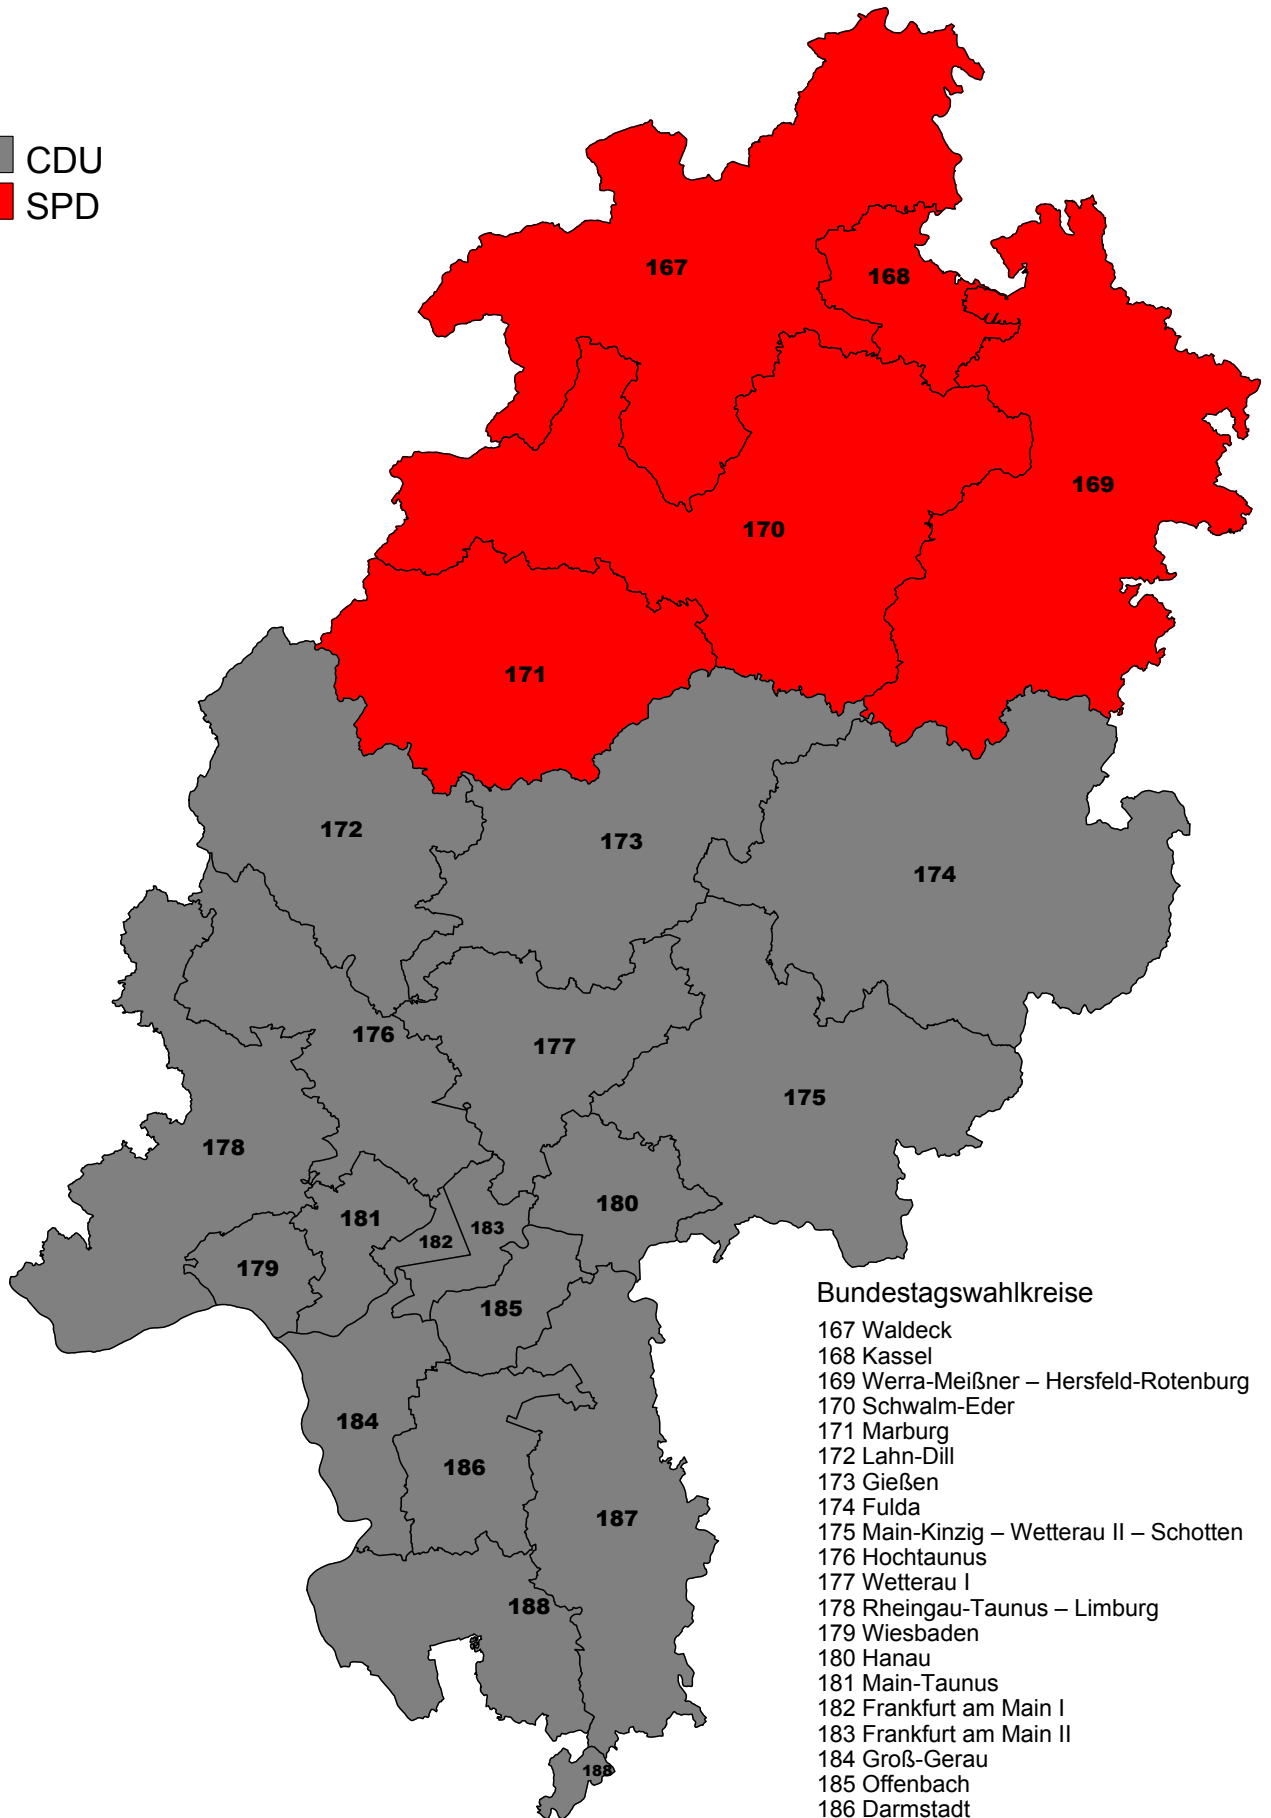 CDU
SPD
167
168
169
170
171
172
173
174
176
177
175
178
180
181
183
182
179
185
184
186
187
188
188
Bundestagswahlkreise
167 Waldeck
168 Kassel
169 Werra-Meißner – Hersfeld-Rotenburg
170 Schwalm-Eder
171 Marburg
172 Lahn-Dill
173 Gießen
174 Fulda
175 Main-Kinzig – Wetterau II – Schotten
176 Hochtaunus
177 Wetterau I
178 Rheingau-Taunus – Limburg
179 Wiesbaden
180 Hanau
181 Main-Taunus
182 Frankfurt am Main I
183 Frankfurt am Main II
184 Groß-Gerau
185 Offenbach
186 Darmstadt